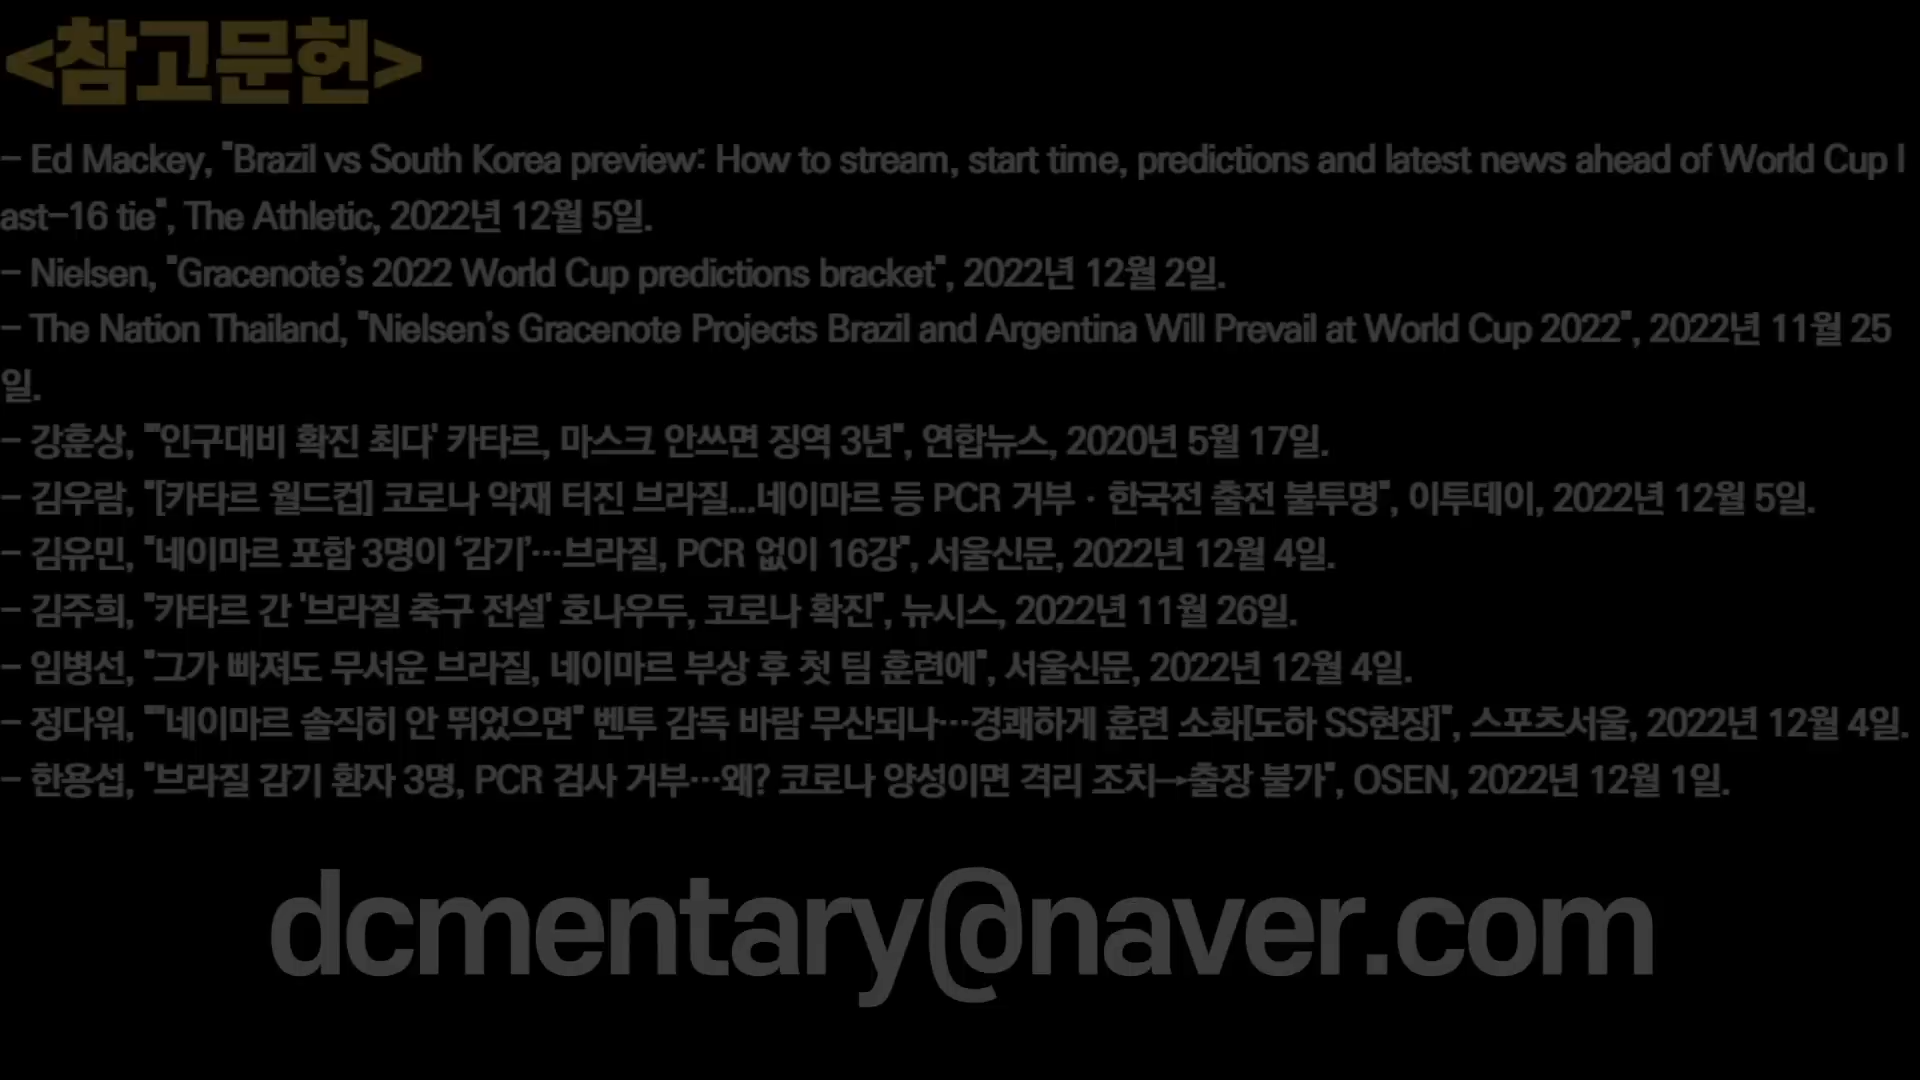 <참고문헌>
- Ed Mackey, "Brazil vs South Korea preview: How to stream, start time, predictions and latest news ahead of World Cup l
ast-16 tie", The Athletic, 2022년 12월 5일.
- Nielsen, "Gracenote's 2022 World Cup predictions bracket", 2022년 12월 2일.
- The Nation Thailand, "Nielsen's Gracenote Projects Brazil and Argentina Will Prevail at World Cup 2022", 2022년 11월 25
일.
- 강훈상, "'인구대비 확진 최다' 카타르, 마스크 안쓰면 징역 3년", 연합뉴스, 2020년 5월 17일.
- 김우람, "[카타르 월드컵] 코로나 악재 터진 브라질...네이마르 등 PCR 거부·한국전 출전 불투명", 이투데이, 2022년 12월 5일.
- 김유민, "네이마르 포함 3명이 ‘감기’…브라질, PCR 없이 16강", 서울신문, 2022년 12월 4일.
- 김주희, "카타르 간 '브라질 축구 전설' 호나우두, 코로나 확진", 뉴시스, 2022년 11월 26일.
- 임병선, "그가 빠져도 무서운 브라질, 네이마르 부상 후 첫 팀 훈련에", 서울신문, 2022년 12월 4일.
- 정다워, ""네이마르 솔직히 안 뛰었으면" 벤투 감독 바람 무산되나…경쾌하게 훈련 소화[도하 SS현장]", 스포츠서울, 2022년 12월 4일.
- 한용섭, "브라질 감기 환자 3명, PCR 검사 거부…왜? 코로나 양성이면 격리 조치→출장 불가", OSEN, 2022년 12월 1일.
dcmentary@naver.com